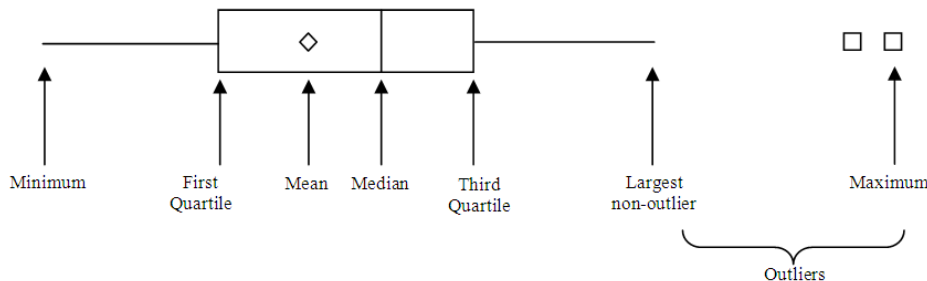 Minimum
First
Quartile
Mean
Median
Third
Quartile
Largest
non-outlier
Maximum
Outliers